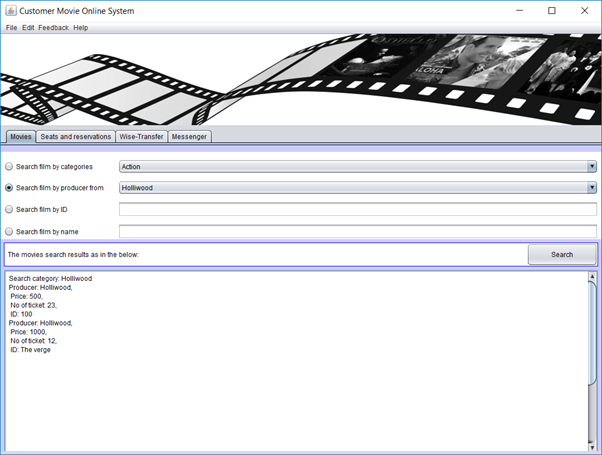 Customer Movie Online System
File Edit Feedback Help
ALOHA
Movies Seats and reservations Wise-Transfer Messenger
Search film by categories Action
Search film by producer from Holliwood
Search film by ID
Search film by name
The movies search results as in the below: Search
Search category: Holliwood
Producer: Holliwood,
Price: 500,
No of ticket: 23,
ID: 100
Producer: Holliwood,
Price: 1000,
No of ticket: 12,
ID: The verge